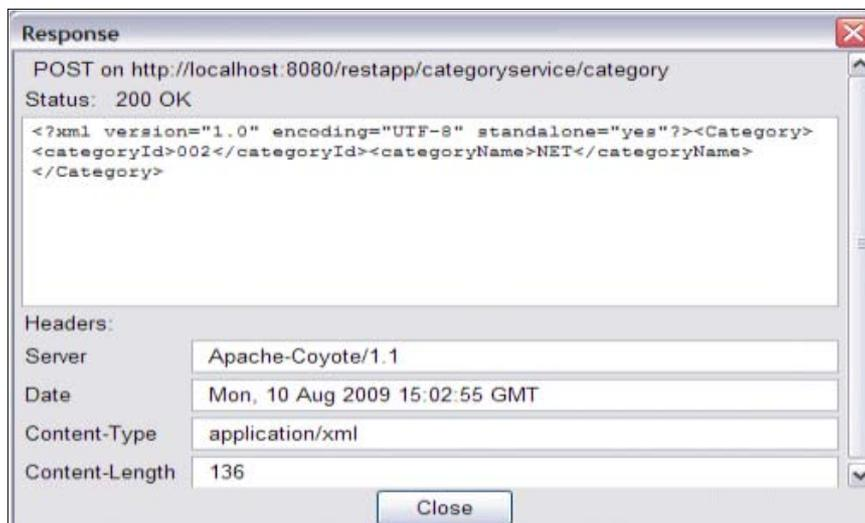 Response
POST on http://localhost:8080/restapp/categoryservice/category
Status: 200 OK
<?xml version="1.0" encoding="UTF-8" standalone="yes"?><Category>
<categoryId>002</categoryId><categoryName>NET</categoryName>
</Category>
Headers:
Server Apache-Coyote/1.1
Date Mon, 10 Aug 2009 15:02:55 GMT
Content-Type application/xml
Content-Length 136
Close